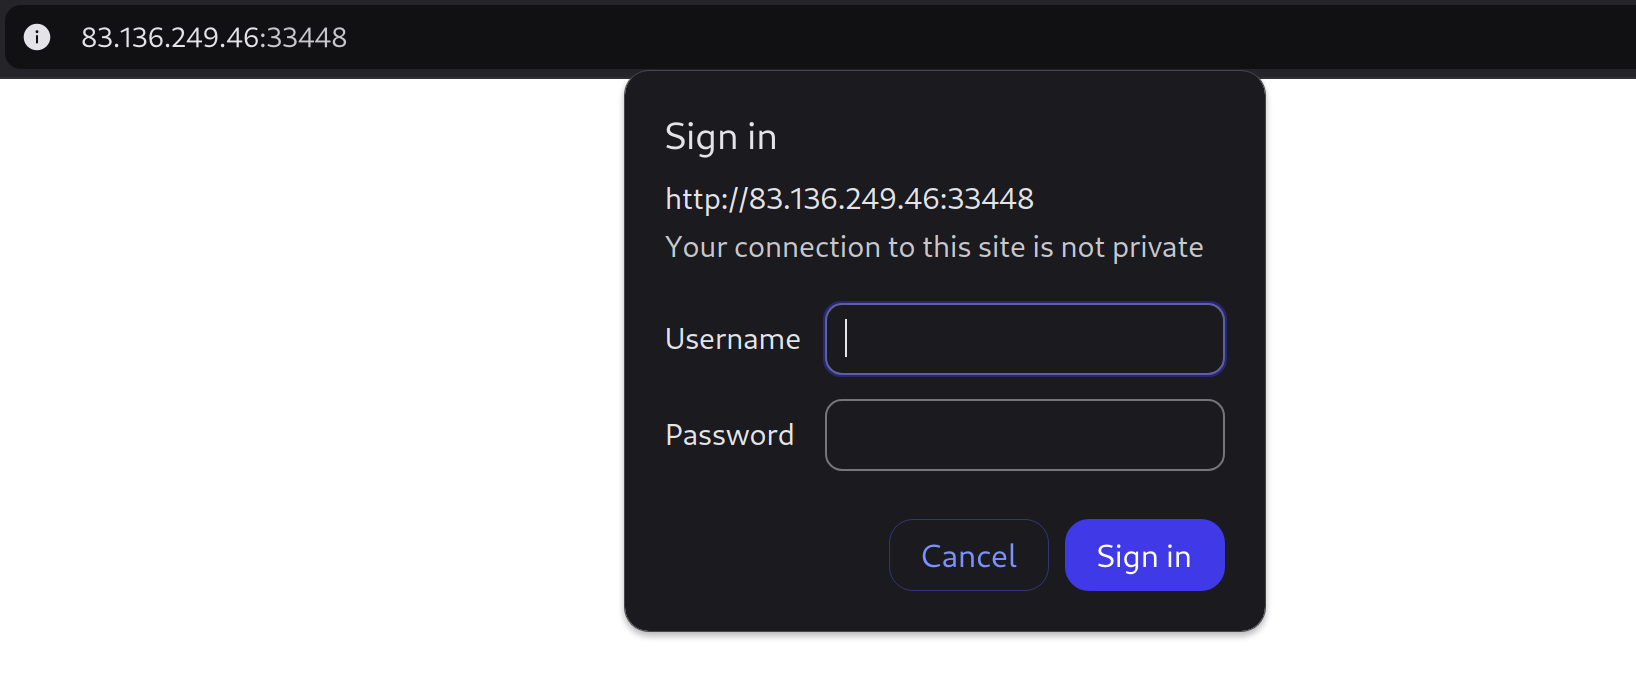 83.136.249.46:33448
Sign in
http://83.136.249.46:33448
Your connection to this site is not private
Username
Password
Cancel
Sign in